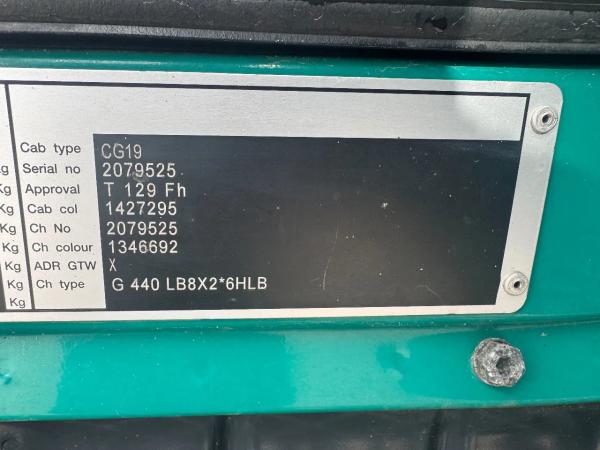 Cab type CG19
Kg Serial no 2079525
Kg Approval T 129 Fh
Kg Cab col 1427295
Kg Ch No 2079525
Kg Ch colour 1346692
Kg ADR GTW X
Kg Ch type G 440 LB8X2*6HLB
Kg